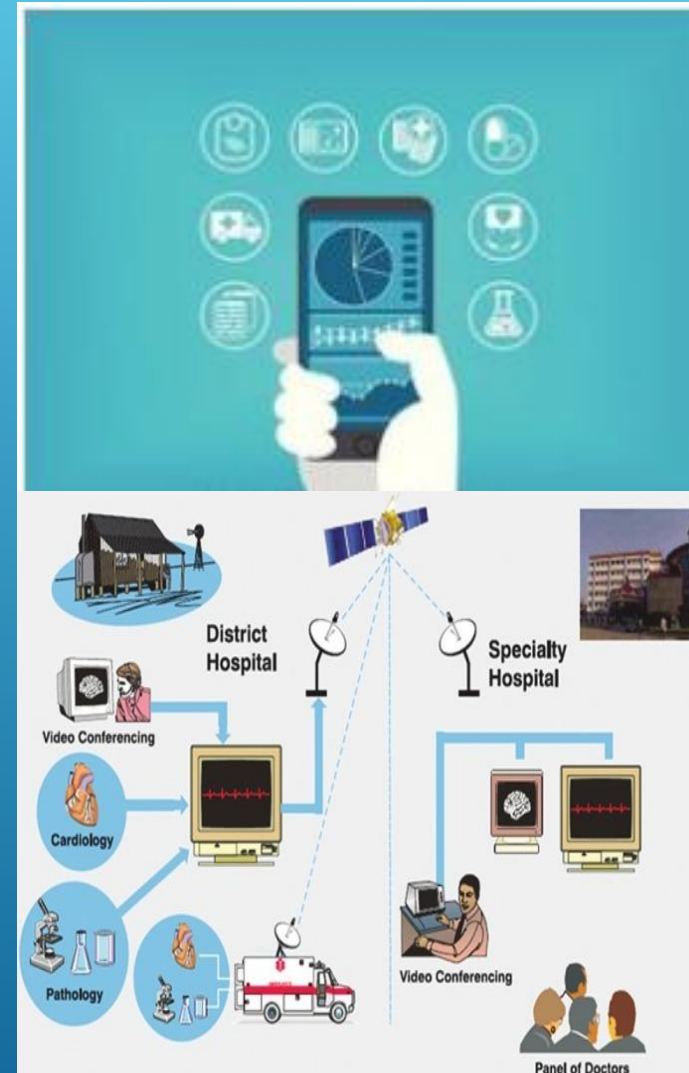 District
Hospital
Specialty
Hospital
Video Conferencing
Cardiology
Pathology
Video Conferencing
Panel of Doctors